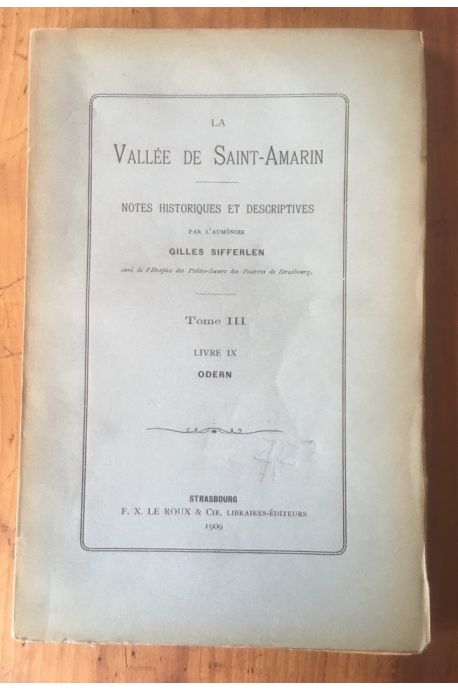 LA
VALLÉE DE SAINT-AMARIN
NOTES HISTORIQUES ET DESCRIPTIVES
PAR L'AUMÔNIER
GILLES SIFFERLEN
curé de l'Hospice des Petites-Sœurs des Pauvres de Strasbourg.
Tome III
LIVRE IX
ODERN
STRASBOURG
F. X. LE ROUX & CIE, LIBRAIRES-ÉDITEURS
1909